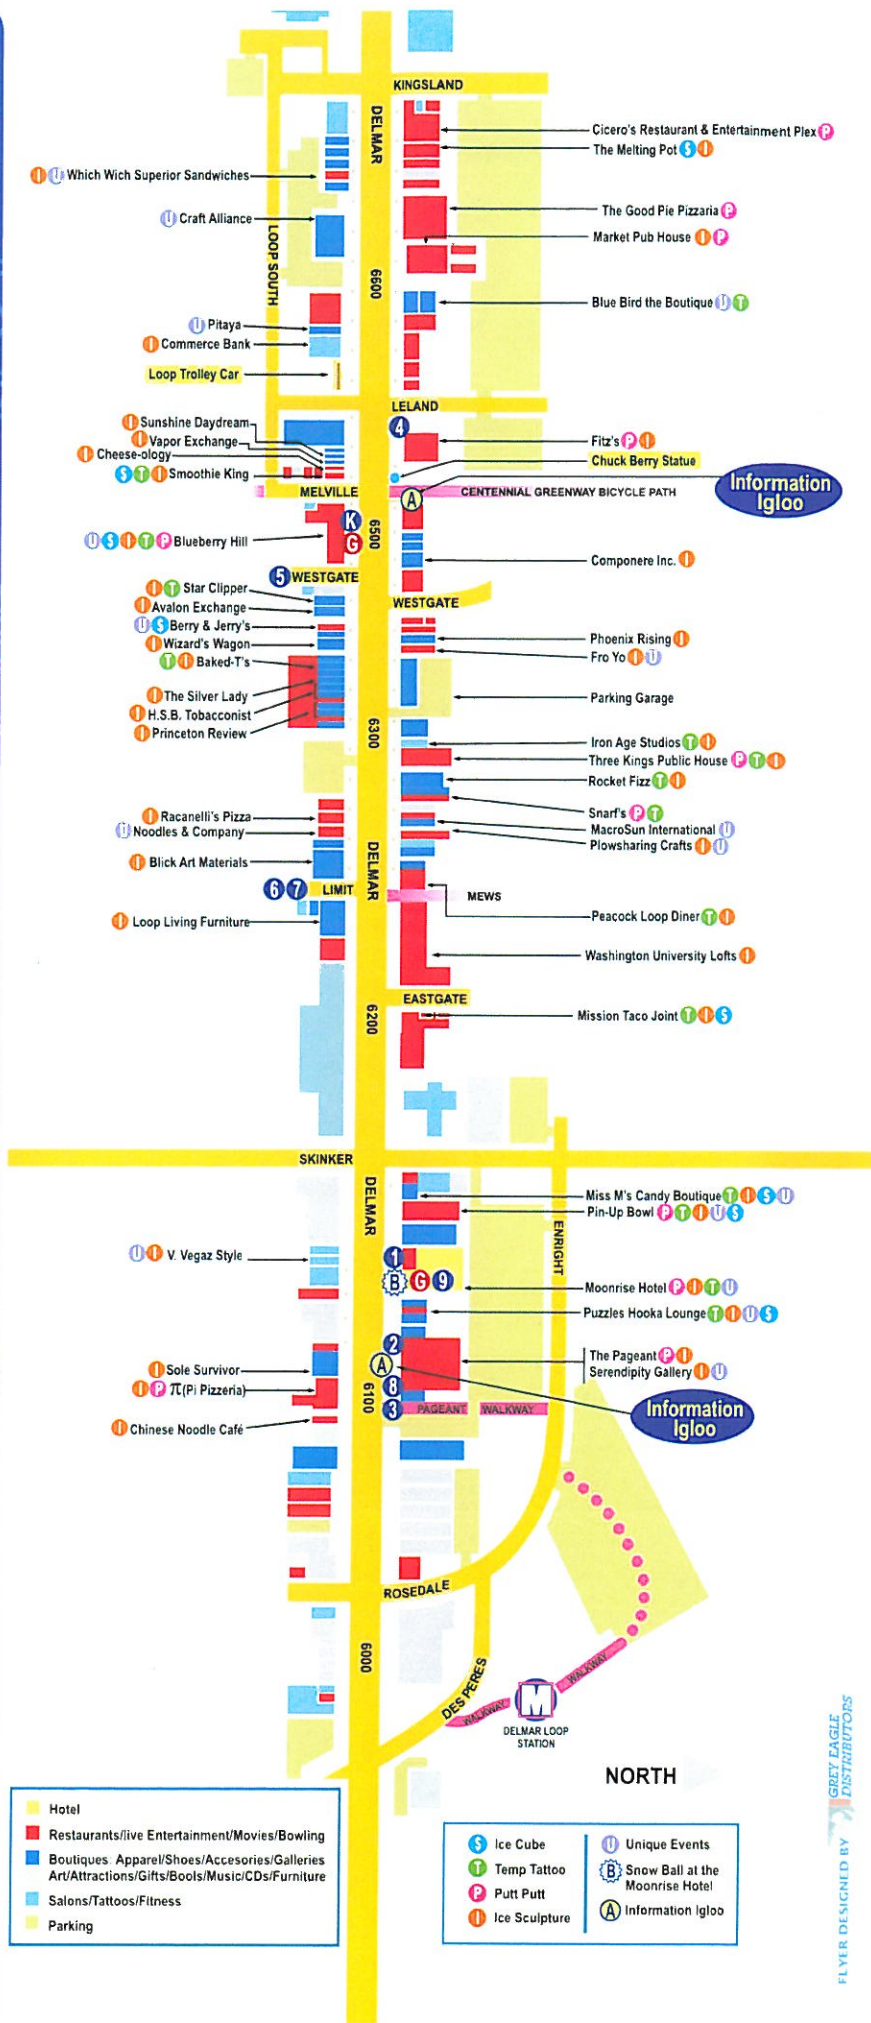 KINGSLAND
DELMAR
Cicero's Restaurant & Entertainment Plex P
The Melting Pot S I
I U Which Wich Superior Sandwiches
The Good Pie Pizzaria P
U Craft Alliance
Market Pub House I P
LOOP SOUTH
6600
Blue Bird the Boutique U T
U Pitaya
I Commerce Bank
Loop Trolley Car
LELAND
I Sunshine Daydream
4
I Vapor Exchange
Fitz's P I
I Cheese-ology
Chuck Berry Statue
S T I Smoothie King
Information
Igloo
MELVILLE
A
CENTENNIAL GREENWAY BICYCLE PATH
K
6500
U S I T P Blueberry Hill
G
Componere Inc. I
5 WESTGATE
I T Star Clipper
WESTGATE
I Avalon Exchange
U S Berry & Jerry's
I Wizard's Wagon
Phoenix Rising I
T I Baked-T's
Fro Yo I U
I The Silver Lady
Parking Garage
I H.S.B. Tobacconist
I Princeton Review
6300
Iron Age Studios T I
Three Kings Public House P T I
Rocket Fizz T I
Snarf's P T
I Racanelli's Pizza
MacroSun International U
U Noodles & Company
Plowsharing Crafts I U
I Blick Art Materials
DELMAR
6 7 LIMIT
MEWS
I Loop Living Furniture
Peacock Loop Diner T I
Washington University Lofts I
EASTGATE
6200
Mission Taco Joint T I S
SKINKER
DELMAR
Miss M's Candy Boutique T I S U
Pin-Up Bowl P T I U S
ENRIGHT
U I V. Vegaz Style
1
B G 9
Moonrise Hotel P I T U
Puzzles Hooka Lounge T I U S
2
The Pageant P I
I Sole Survivor
A
Serendipity Gallery I U
I P π(Pi Pizzeria)
8
6100
Information
Igloo
3
PAGEANT WALKWAY
I Chinese Noodle Café
ROSEDALE
6000
DES PERES
WALKWAY
M
WALKWAY
DELMAR LOOP
STATION
NORTH
Hotel
Restaurants/live Entertainment/Movies/Bowling
Boutiques: Apparel/Shoes/Accesories/Galleries
Art/Attractions/Gifts/Bools/Music/CDs/Furniture
Salons/Tattoos/Fitness
Parking
S Ice Cube
T Temp Tattoo
P Putt Putt
I Ice Sculpture
U Unique Events
B Snow Ball at the
Moonrise Hotel
A Information Igloo
FLYER DESIGNED BY GREY EAGLE
DISTRIBUTORS